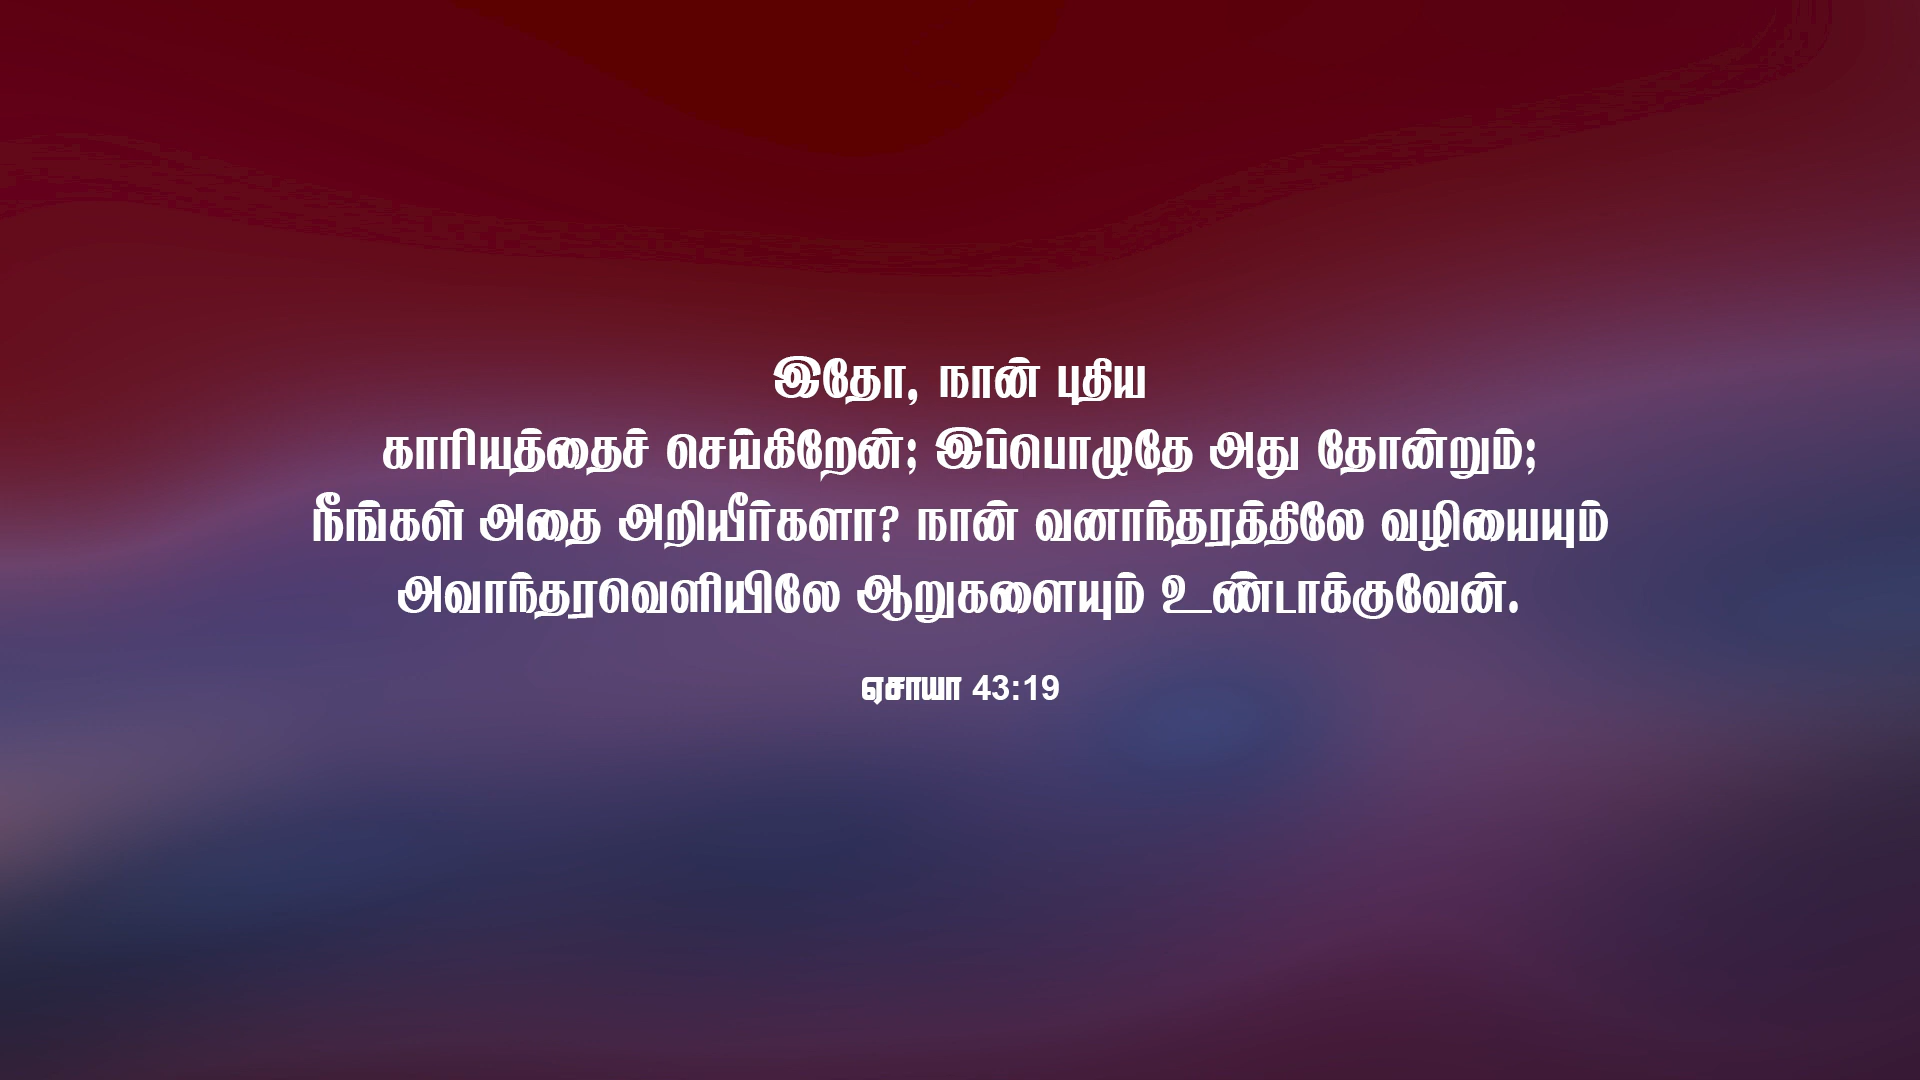 இதோ, நான் புதிய
காரியத்தைச் செய்கிறேன்; இப்பொழுதே அது தோன்றும்;
நீங்கள் அதை அறியீர்களா? நான் வனாந்தரத்திலே வழியையும்
அவாந்தரவெளியிலே ஆறுகளையும் உண்டாக்குவேன்.
ஏசாயா 43:19